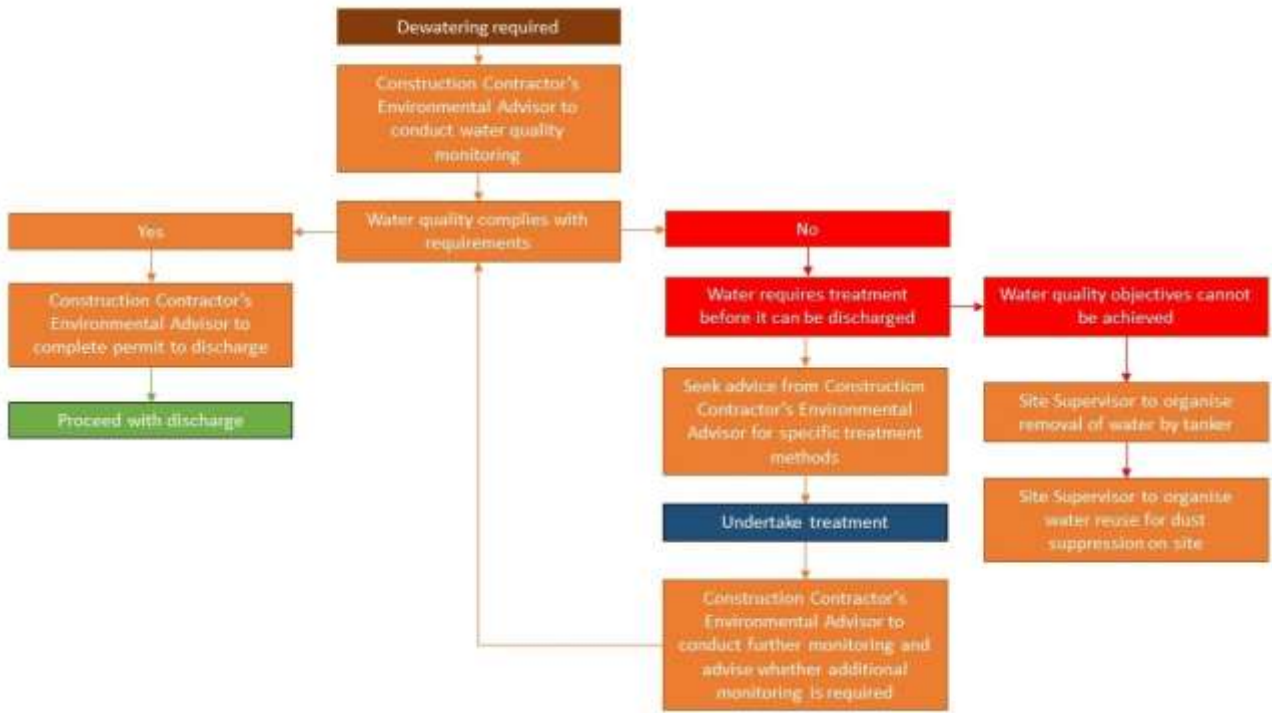 Dewatering required
Construction Contractor's
Environmental Advisor to
conduct water quality
monitoring
Water quality complies with
requirements
Yes
Construction Contractor's
Environmental Advisor to
complete permit to discharge
Proceed with discharge
No
Water requires treatment
before it can be discharged
Seek advice from Construction
Contractor's Environmental
Advisor for specific treatment
methods
Undertake treatment
Construction Contractor's
Environmental Advisor to
conduct further monitoring and
advise whether additional
monitoring is required
Water quality objectives cannot
be achieved
Site Supervisor to organise
removal of water by tanker
Site Supervisor to organise
water reuse for dust
suppression on site